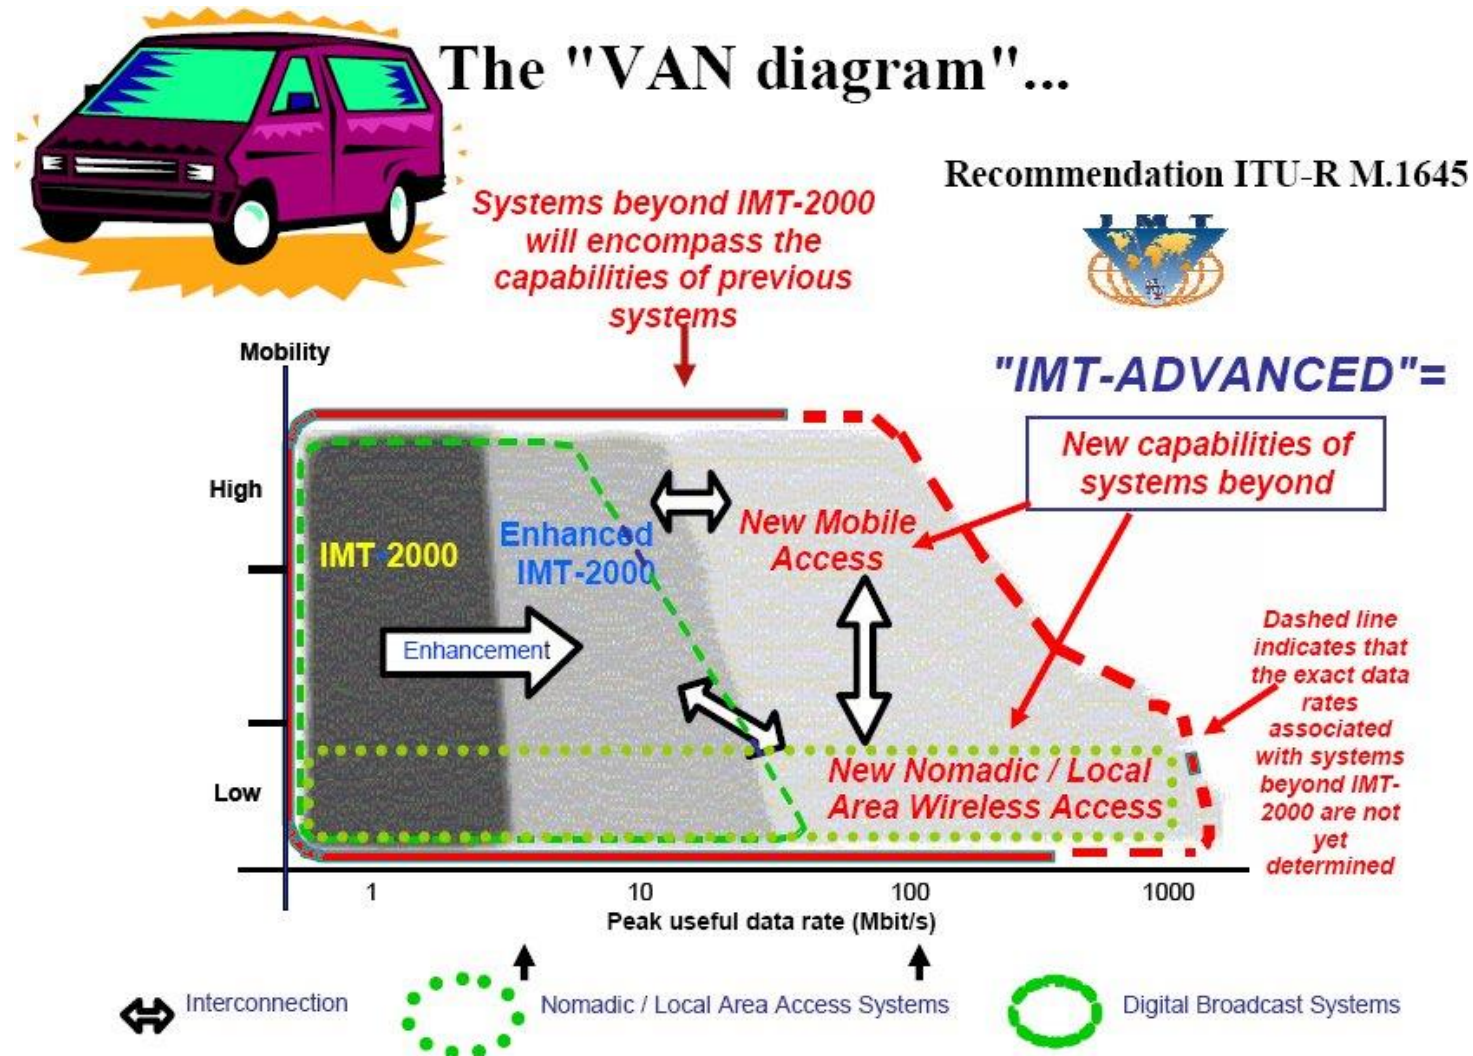 The "VAN diagram"...
Recommendation ITU-R M.1645
Systems beyond IMT-2000
will encompass the
capabilities of previous
systems
IMT
Mobility
"IMT-ADVANCED"=
New capabilities of
systems beyond
High
New Mobile
Access
Enhanced
IMT-2000
IMT-2000
Dashed line
indicates that
the exact data
rates
associated
with systems
beyond IMT-
2000 are not
yet
determined
Enhancement
Low
New Nomadic / Local
Area Wireless Access
1 10 100 1000
Peak useful data rate (Mbit/s)
Interconnection
Nomadic / Local Area Access Systems
Digital Broadcast Systems